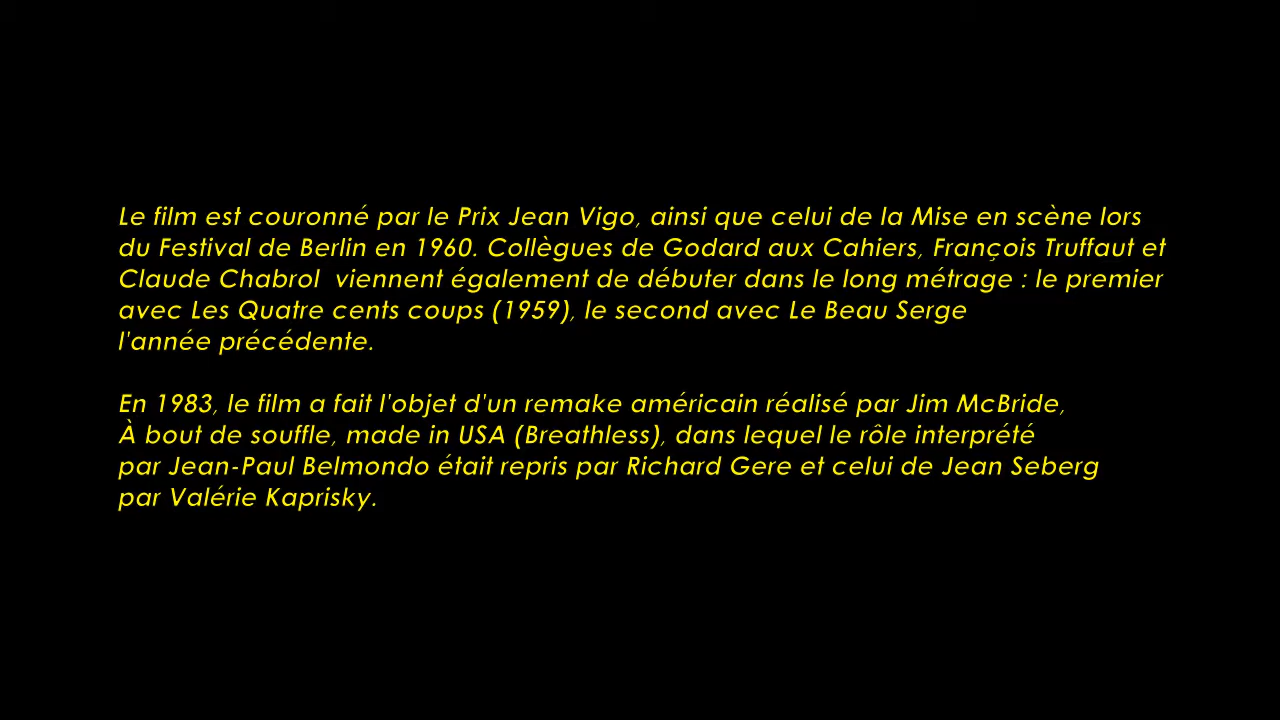 Le film est couronné par le Prix Jean Vigo, ainsi que celui de la Mise en scène lors
du Festival de Berlin en 1960. Collègues de Godard aux Cahiers, François Truffaut et
Claude Chabrol  viennent également de débuter dans le long métrage : le premier
avec Les Quatre cents coups (1959), le second avec Le Beau Serge
l'année précédente.

En 1983, le film a fait l'objet d'un remake américain réalisé par Jim McBride,
À bout de souffle, made in USA (Breathless), dans lequel le rôle interprété
par Jean-Paul Belmondo était repris par Richard Gere et celui de Jean Seberg
par Valérie Kaprisky.